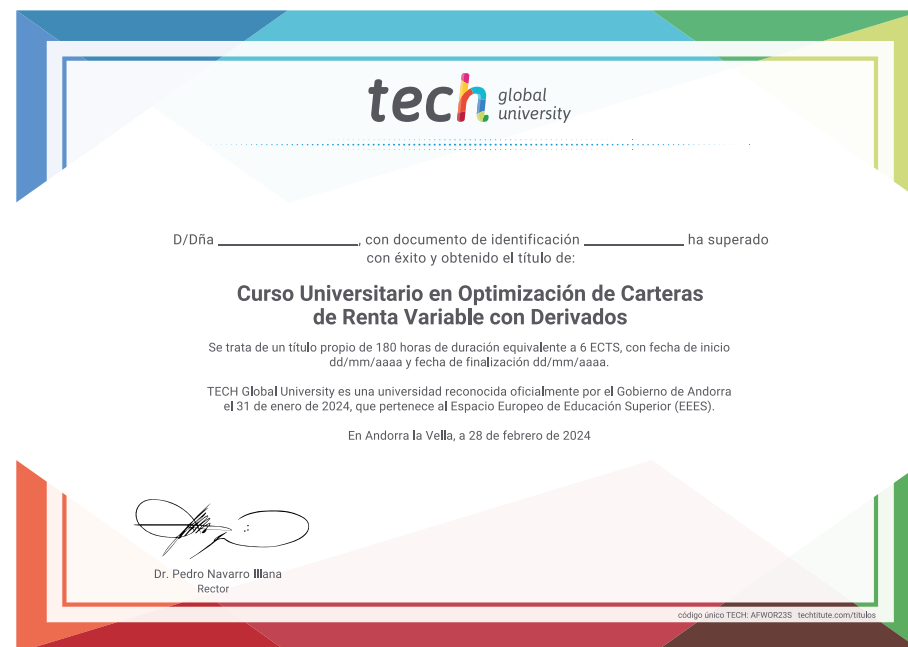 tech global university
D/Dña ____________________, con documento de identificación ______________ ha superado
con éxito y obtenido el título de:
Curso Universitario en Optimización de Carteras
de Renta Variable con Derivados
Se trata de un título propio de 180 horas de duración equivalente a 6 ECTS, con fecha de inicio
dd/mm/aaaa y fecha de finalización dd/mm/aaaa.
TECH Global University es una universidad reconocida oficialmente por el Gobierno de Andorra
el 31 de enero de 2024, que pertenece al Espacio Europeo de Educación Superior (EEES).
En Andorra la Vella, a 28 de febrero de 2024
Dr. Pedro Navarro Illana
Rector
código único TECH: AFWOR23S techtitute.com/titulos